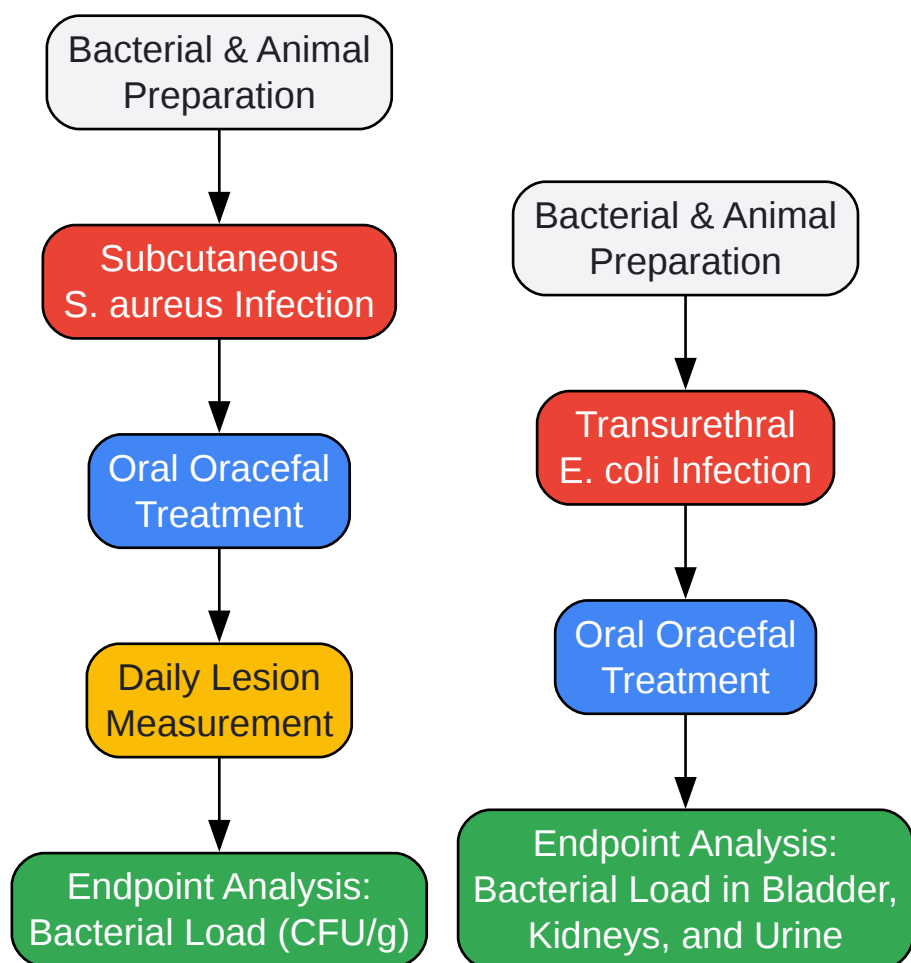 Bacterial & Animal
Preparation
Subcutaneous
S. aureus Infection
Oral Oracefal
Treatment
Daily Lesion
Measurement
Endpoint Analysis:
Bacterial Load (CFU/g)
Bacterial & Animal
Preparation
Transurethral
E. coli Infection
Oral Oracefal
Treatment
Endpoint Analysis:
Bacterial Load in Bladder,
Kidneys, and Urine